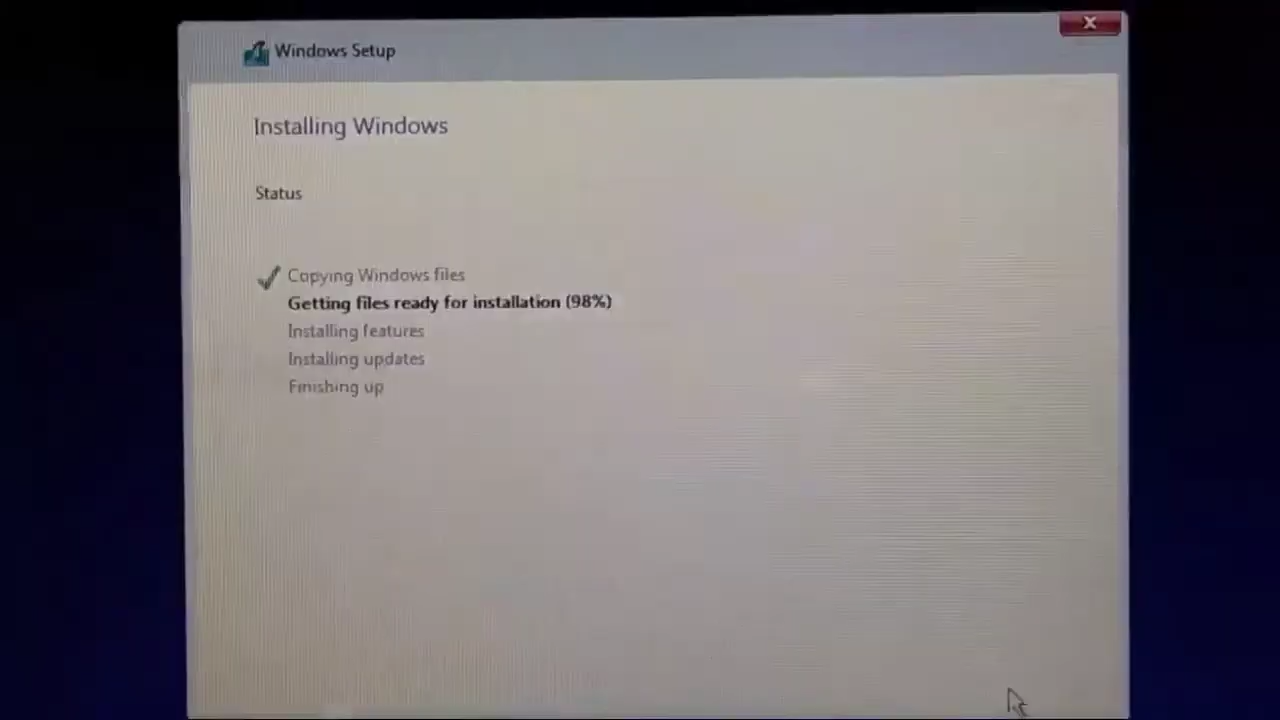 Windows Setup
Installing Windows
Status
Copying Windows files
Getting files ready for installation (98%)
Installing features
Installing updates
Finishing up